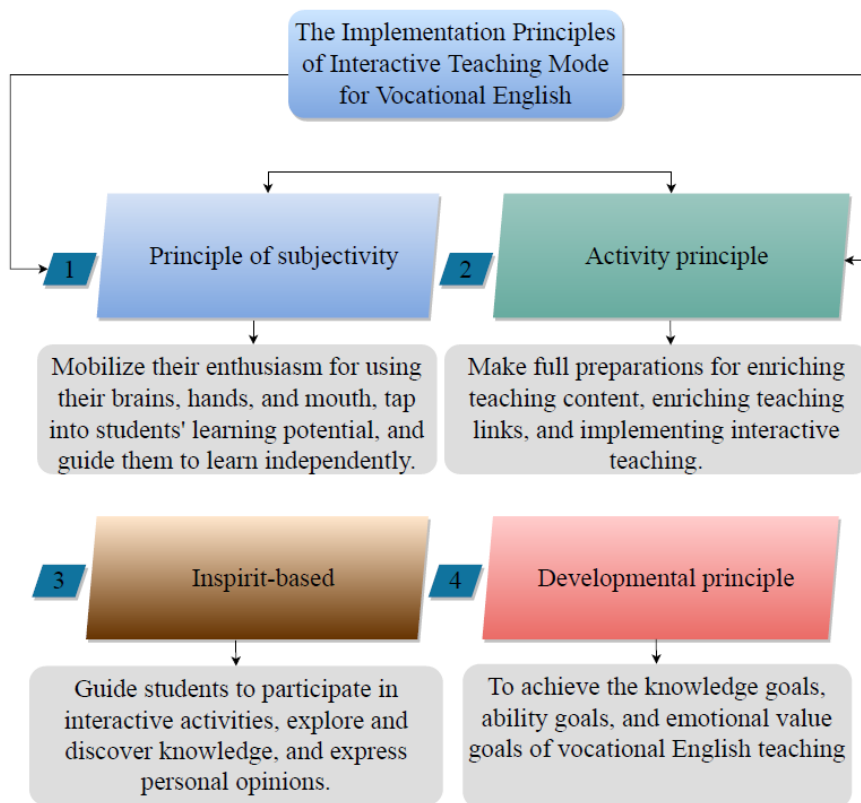 The Implementation Principles
of Interactive Teaching Mode
for Vocational English
1
Principle of subjectivity
2
Activity principle
Mobilize their enthusiasm for using
their brains, hands, and mouth, tap
into students' learning potential, and
guide them to learn independently.
Make full preparations for enriching
teaching content, enriching teaching
links, and implementing interactive
teaching.
3
Inspirit-based
4
Developmental principle
Guide students to participate in
interactive activities, explore and
discover knowledge, and express
personal opinions.
To achieve the knowledge goals,
ability goals, and emotional value
goals of vocational English teaching